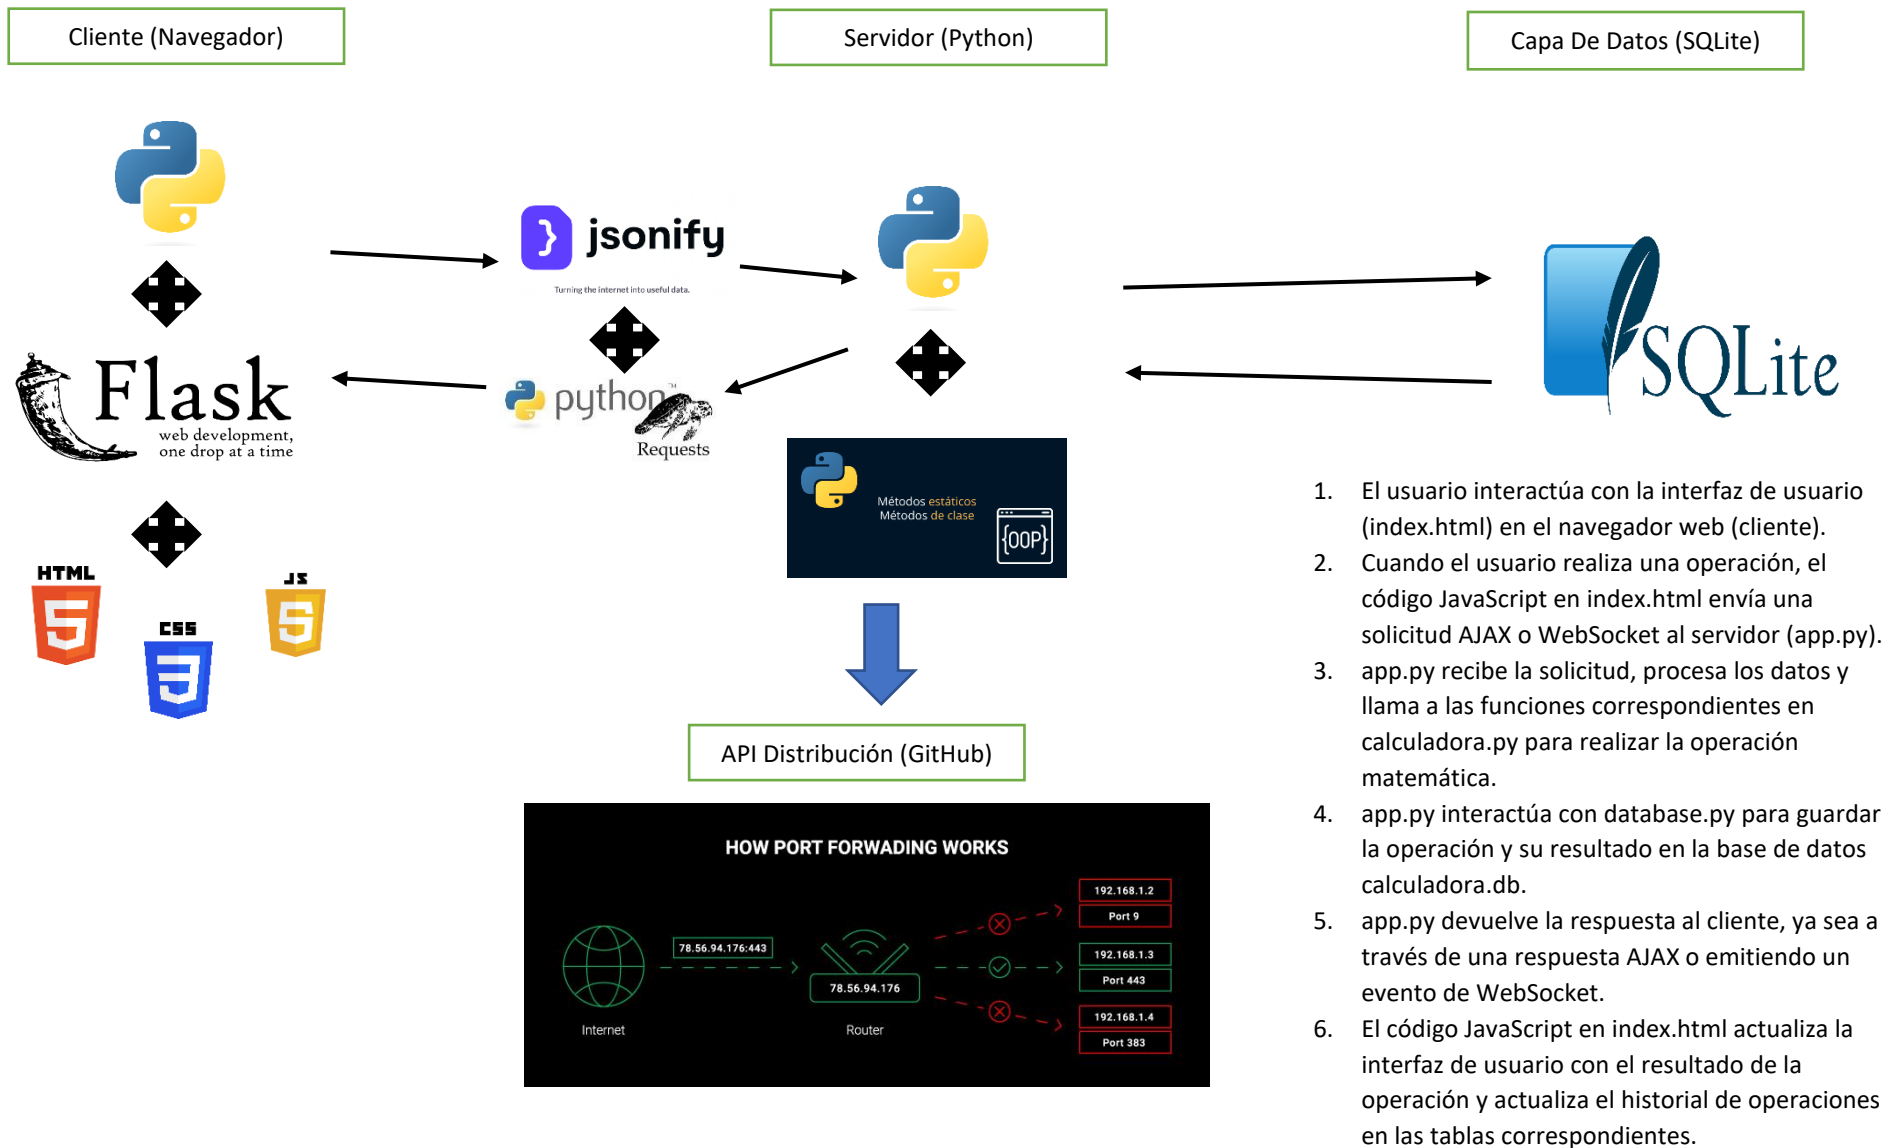 Cliente (Navegador)
Servidor (Python)
Capa De Datos (SQLite)
jsonify
Turning the internet into useful data.
Flask
web development,
one drop at a time
python
™
Requests
SQLite
Métodos estáticos
Métodos de clase
{OOP}
HTML
5
CSS
3
JS
5
API Distribución (GitHub)
HOW PORT FORWADING WORKS
78.56.94.176:443
78.56.94.176
Internet
Router
192.168.1.2
Port 9
192.168.1.3
Port 443
192.168.1.4
Port 383
1. El usuario interactúa con la interfaz de usuario
(index.html) en el navegador web (cliente).
2. Cuando el usuario realiza una operación, el
código JavaScript en index.html envía una
solicitud AJAX o WebSocket al servidor (app.py).
3. app.py recibe la solicitud, procesa los datos y
llama a las funciones correspondientes en
calculadora.py para realizar la operación
matemática.
4. app.py interactúa con database.py para guardar
la operación y su resultado en la base de datos
calculadora.db.
5. app.py devuelve la respuesta al cliente, ya sea a
través de una respuesta AJAX o emitiendo un
evento de WebSocket.
6. El código JavaScript en index.html actualiza la
interfaz de usuario con el resultado de la
operación y actualiza el historial de operaciones
en las tablas correspondientes.